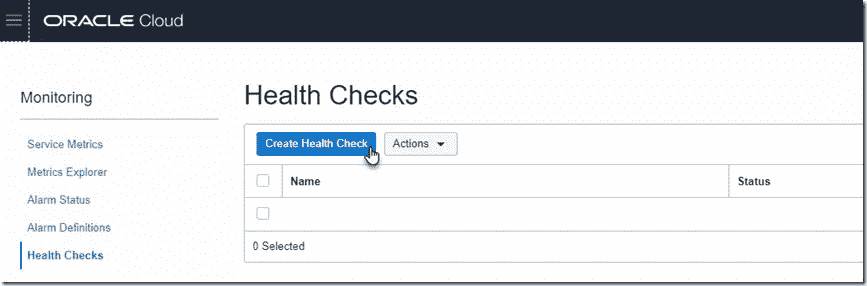 ORACLE Cloud
Monitoring
Service Metrics
Metrics Explorer
Alarm Status
Alarm Definitions
Health Checks
Health Checks
Create Health Check Actions
Name Status
0 Selected